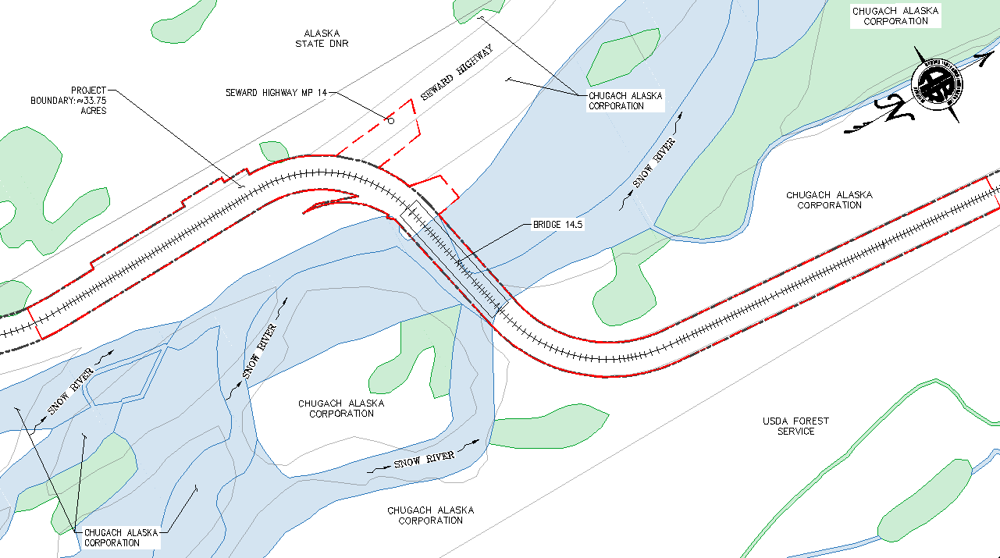 CHUGACH ALASKA
CORPORATION
ALASKA
STATE DNR
SEWARD HIGHWAY
PROJECT
BOUNDARY:≈33.75
ACRES
SEWARD HIGHWAY MP 14
CHUGACH ALASKA
CORPORATION
SNOW RIVER
CHUGACH ALASKA
CORPORATION
BRIDGE 14.5
SNOW RIVER
SNOW RIVER
CHUGACH ALASKA
CORPORATION
USDA FOREST
SERVICE
SNOW RIVER
CHUGACH ALASKA
CORPORATION
CHUGACH ALASKA
CORPORATION
N